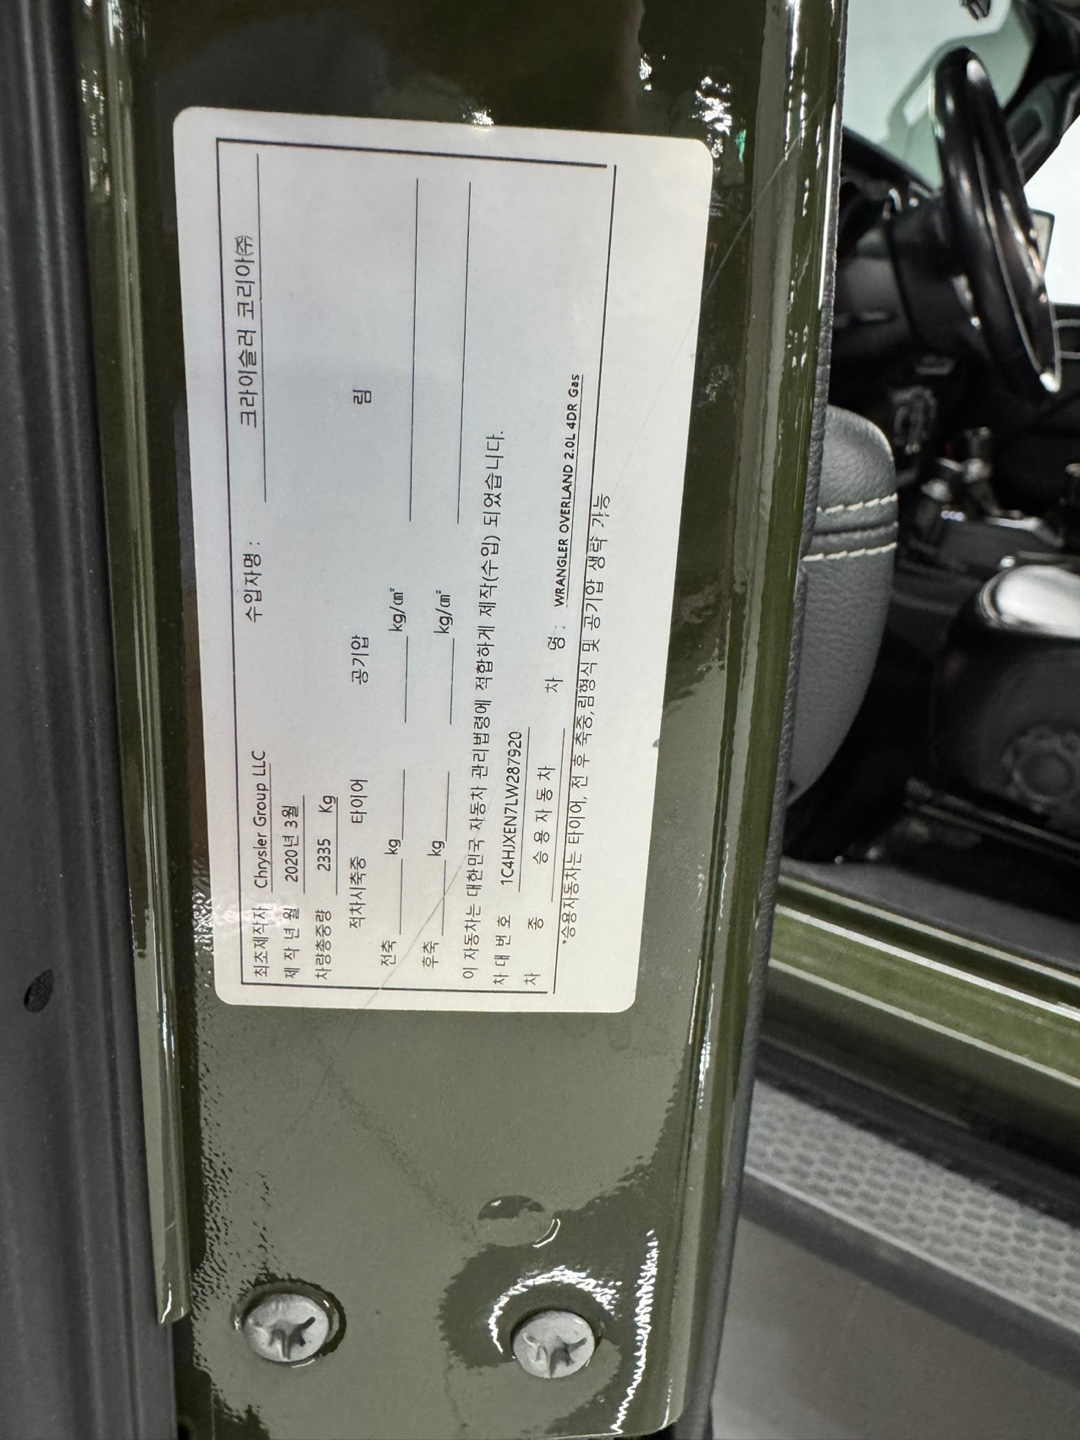 최초제작자 Chrysler Group LLC 수입자명 : 크라이슬러 코리아㈜
제 작 년 월 2020년 3월
차량총중량 2335 Kg
적차시축중 타이어 공기압 림
전축 kg kg/㎠
후축 kg kg/㎠
이 자동차는 대한민국 자동차 관리법령에 적합하게 제작(수입) 되었습니다.
차 대 번 호 1C4HJXEN7LW287920
차 종 승 용 자 동 차 차 명 : WRANGLER OVERLAND 2.0L 4DR Gas
*승용자동차는 타이어, 전 후 축중,림형식 및 공기압 생략 가능